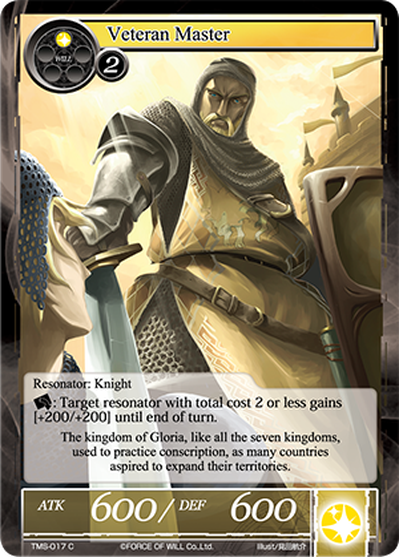 Veteran Master
WILL
2
Resonator: Knight
: Target resonator with total cost 2 or less gains
[+200/+200] until end of turn.
The kingdom of Gloria, like all the seven kingdoms,
used to practice conscription, as many countries
aspired to expand their territories.
ATK 600 / DEF 600
TMS-017 C ©FORCE OF WILL Co.,Ltd. Illust/